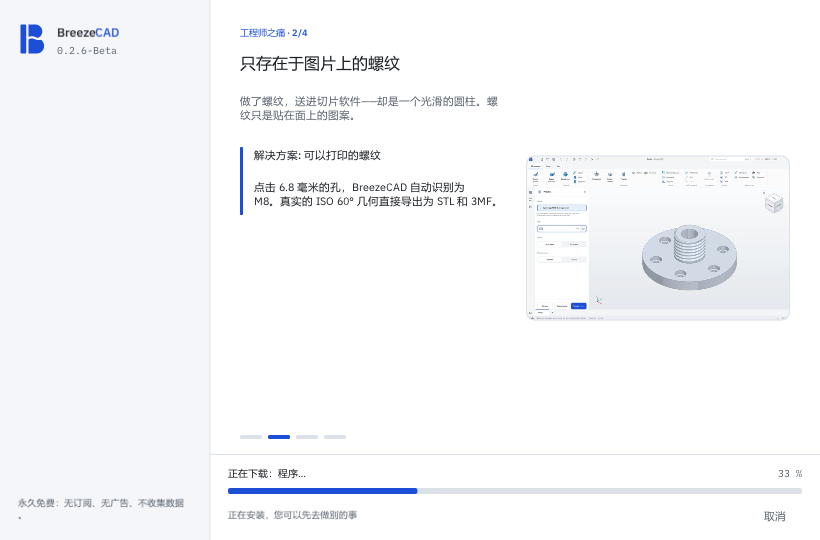 BreezeCAD
0.2.6-Beta
工程师之痛 · 2/4
只存在于图片上的螺纹
做了螺纹，送进切片软件——却是一个光滑的圆柱。螺
纹只是贴在面上的图案。
解决方案: 可以打印的螺纹
点击 6.8 毫米的孔，BreezeCAD 自动识别为
M8。真实的 ISO 60° 几何直接导出为 STL 和 3MF。
正在下载：程序...
33 %
正在安装，您可以先去做别的事
取消
永久免费：无订阅、无广告、不收集数据
。